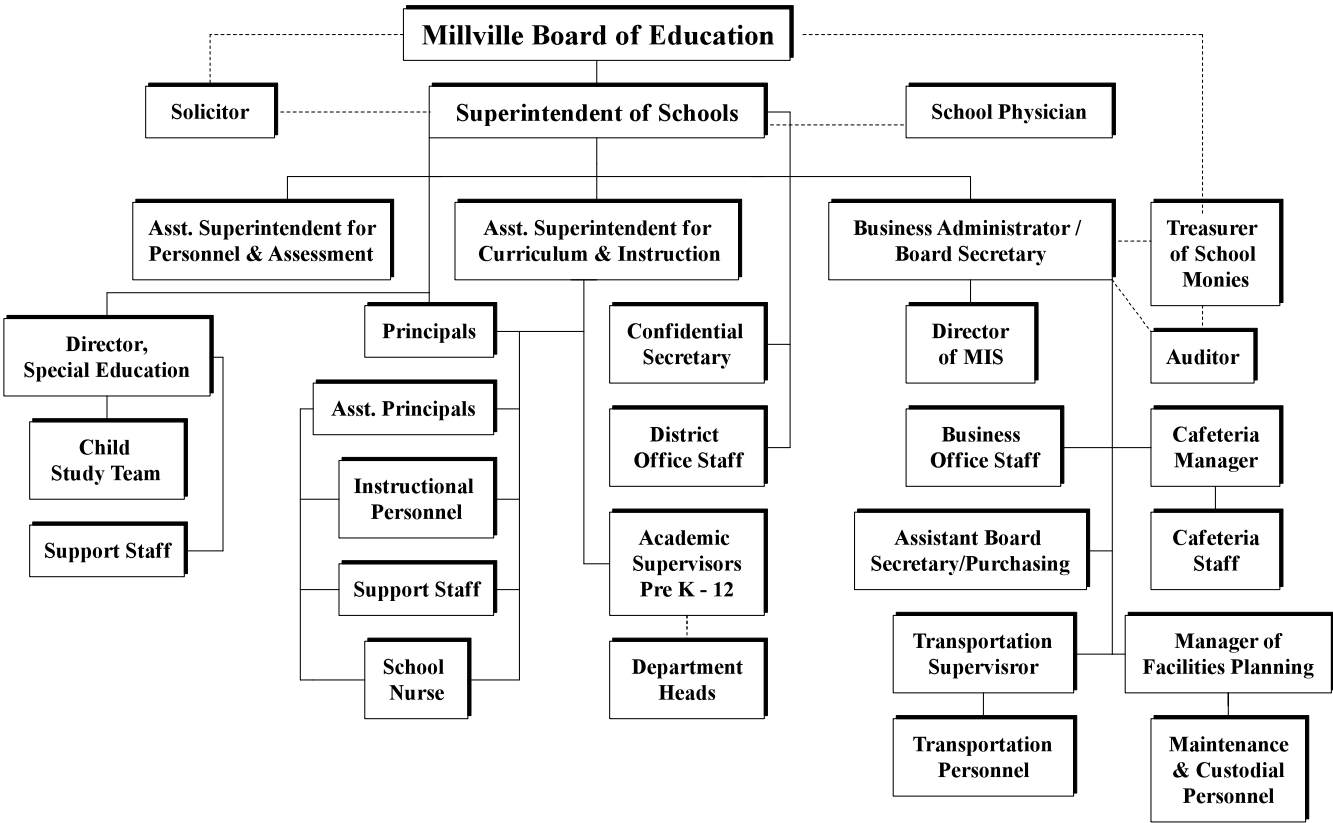 Millville Board of Education
Solicitor
Superintendent of Schools
School Physician
Asst. Superintendent for
Personnel & Assessment
Asst. Superintendent for
Curriculum & Instruction
Business Administrator /
Board Secretary
Treasurer
of School
Monies
Director,
Special Education
Principals
Confidential
Secretary
Director
of MIS
Auditor
Asst. Principals
Child
Study Team
District
Office Staff
Business
Office Staff
Cafeteria
Manager
Instructional
Personnel
Support Staff
Academic
Supervisors
Pre K - 12
Assistant Board
Secretary/Purchasing
Cafeteria
Staff
Support Staff
School
Nurse
Department
Heads
Transportation
Supervisror
Manager of
Facilities Planning
Transportation
Personnel
Maintenance
& Custodial
Personnel